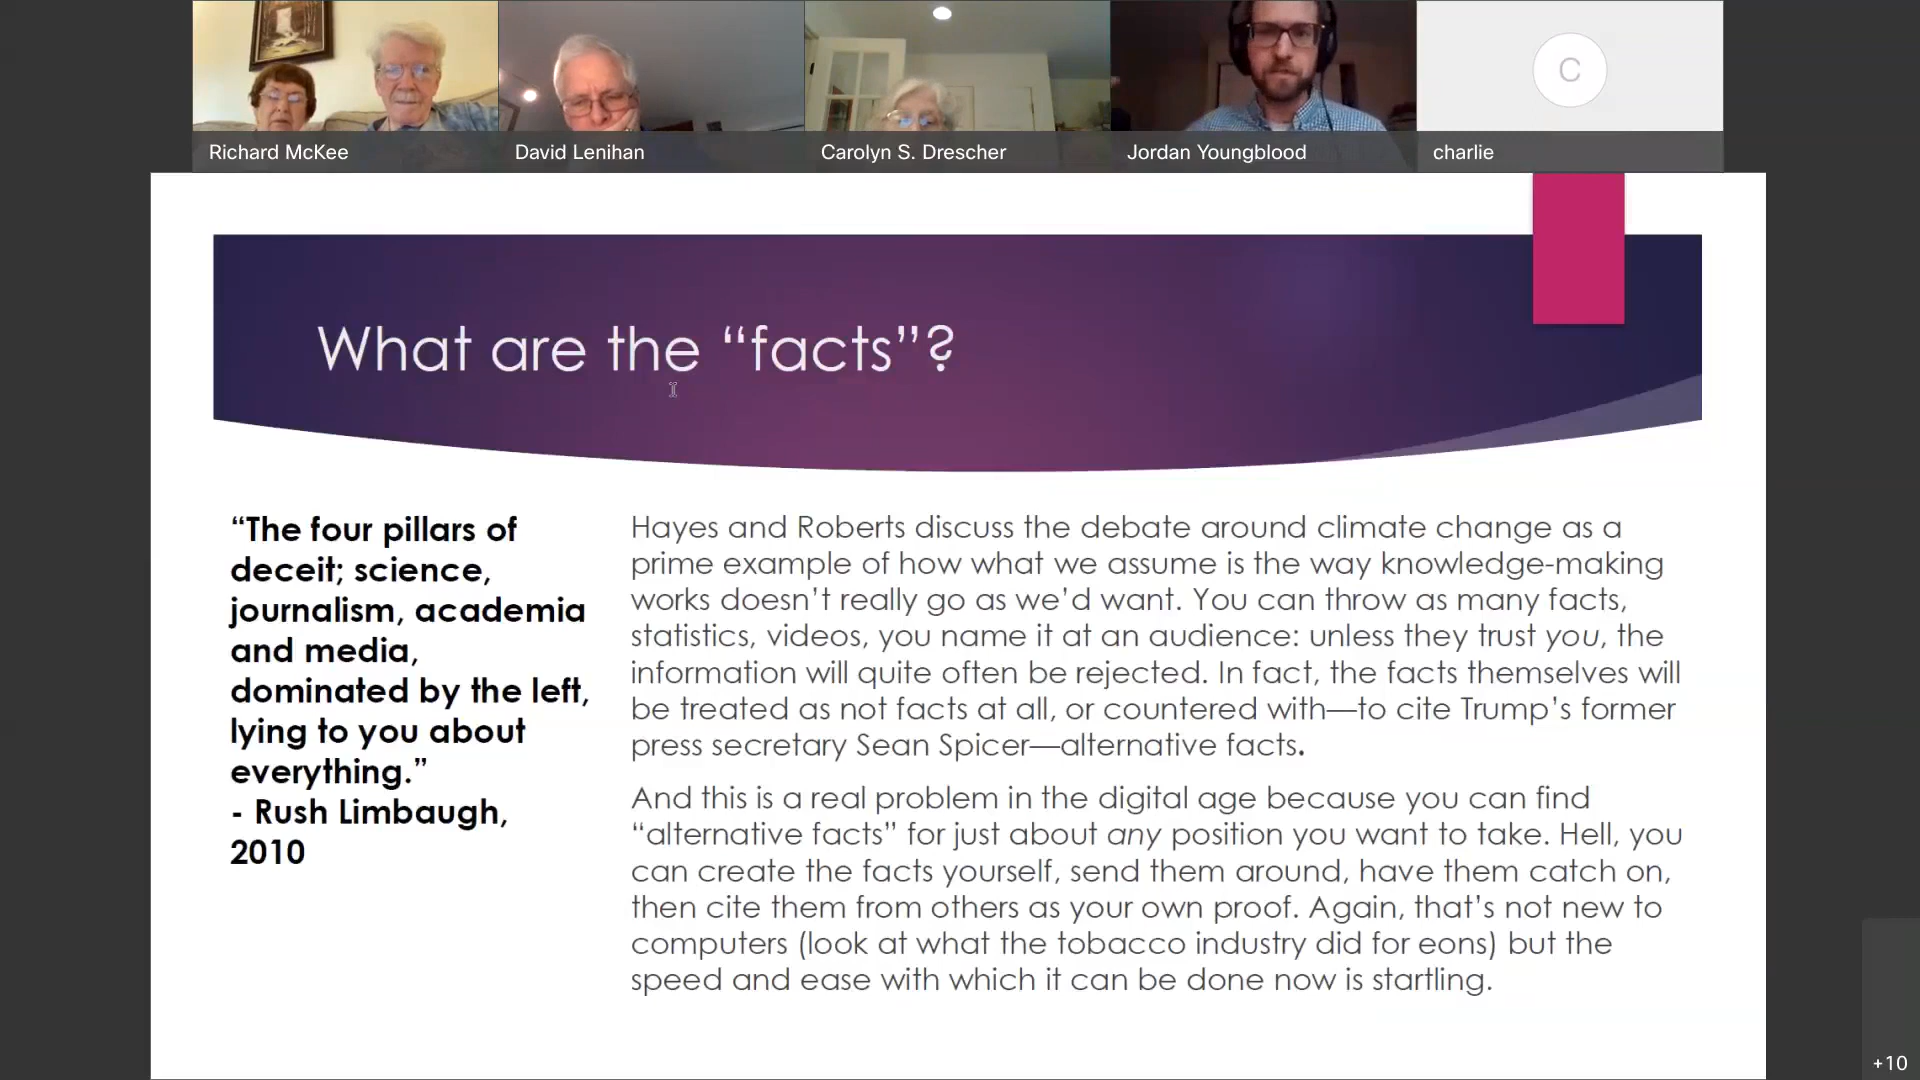 Richard McKee
David Lenihan
Carolyn S. Drescher
Jordan Youngblood
C
charlie
What are the “facts”?
“The four pillars of
deceit; science,
journalism, academia
and media,
dominated by the left,
lying to you about
everything.”
- Rush Limbaugh,
2010
Hayes and Roberts discuss the debate around climate change as a
prime example of how what we assume is the way knowledge-making
works doesn’t really go as we’d want. You can throw as many facts,
statistics, videos, you name it at an audience: unless they trust you, the
information will quite often be rejected. In fact, the facts themselves will
be treated as not facts at all, or countered with—to cite Trump’s former
press secretary Sean Spicer—alternative facts.
And this is a real problem in the digital age because you can find
“alternative facts” for just about any position you want to take. Hell, you
can create the facts yourself, send them around, have them catch on,
then cite them from others as your own proof. Again, that’s not new to
computers (look at what the tobacco industry did for eons) but the
speed and ease with which it can be done now is startling.
+10